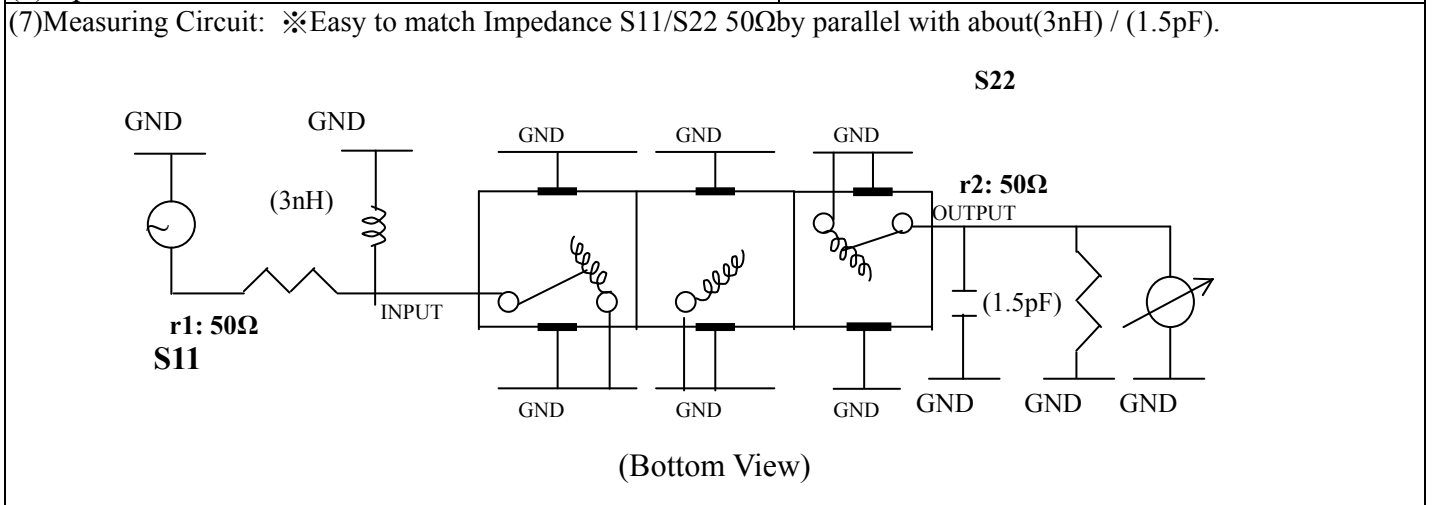 (7)Measuring Circuit: ※Easy to match Impedance S11/S22 50Ωby parallel with about(3nH) / (1.5pF).
S22
GND
GND
GND
GND
GND
(3nH)
r2: 50Ω
OUTPUT
INPUT
(1.5pF)
r1: 50Ω
S11
GND
GND
GND
GND
GND
GND
(Bottom View)